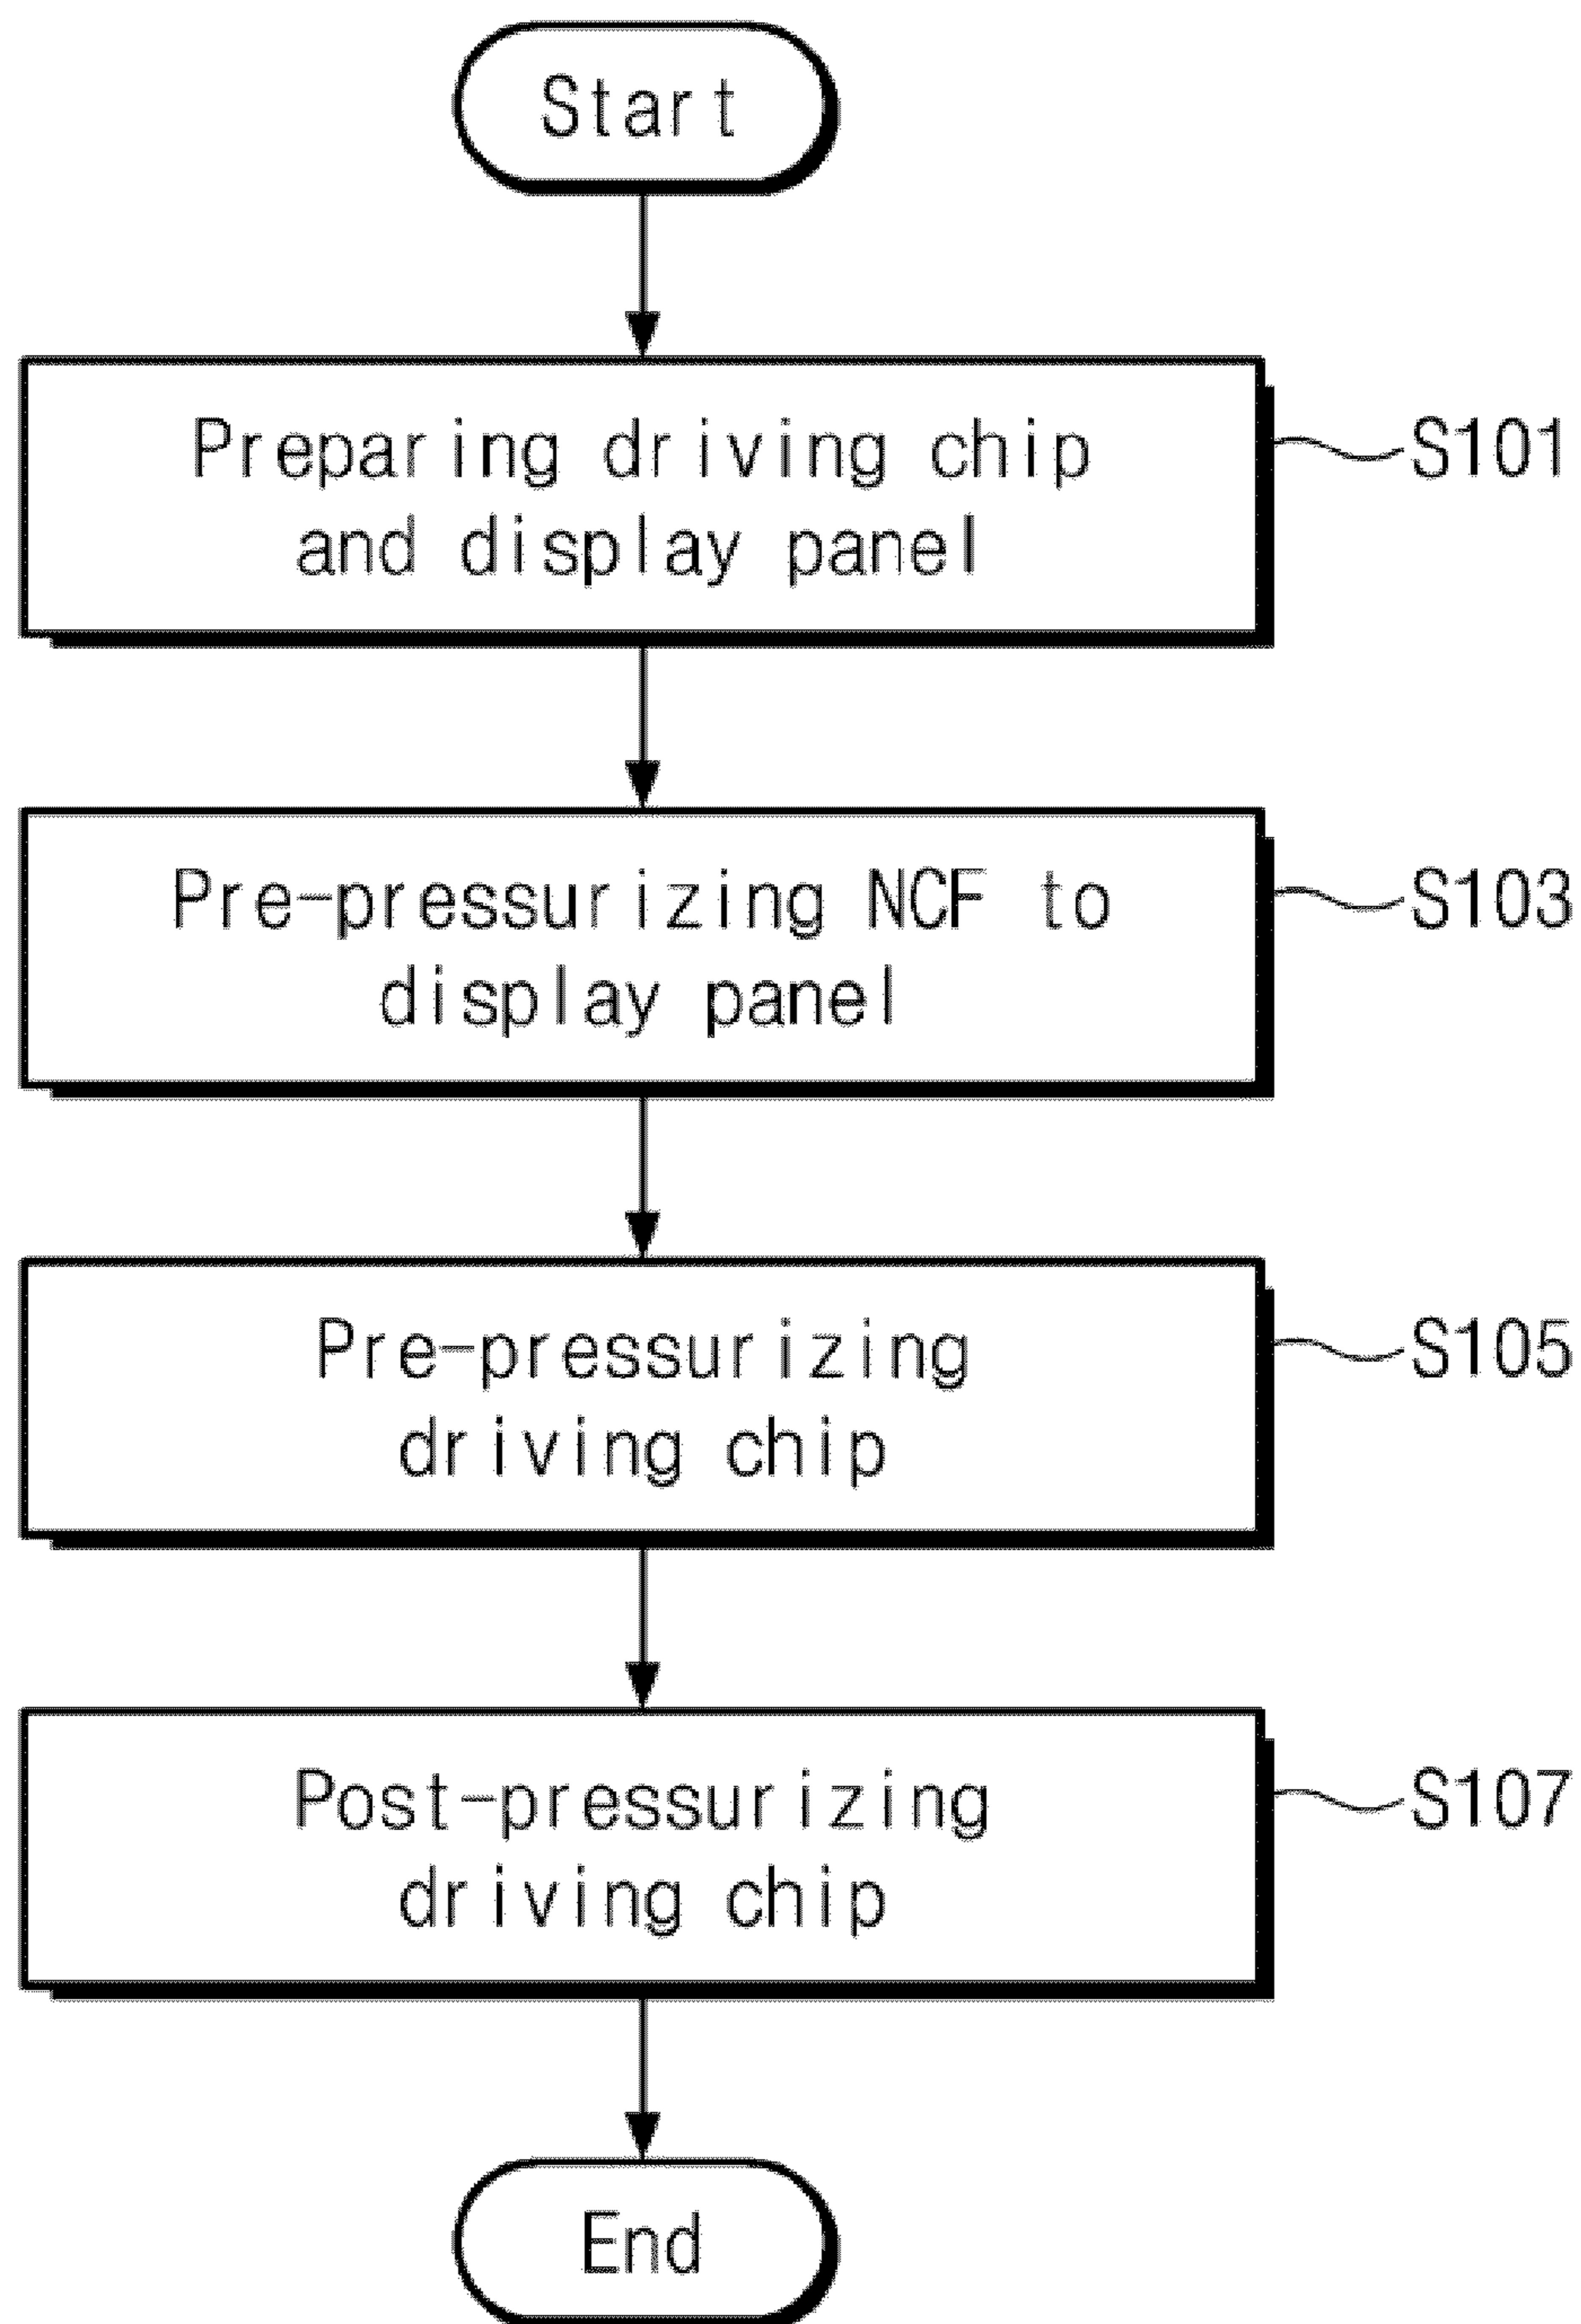 Start
Preparing driving chip
and display panel
S101
Pre-pressurizing NCF to
display panel
S103
Pre-pressurizing
driving chip
S105
Post-pressurizing
driving chip
S107
End